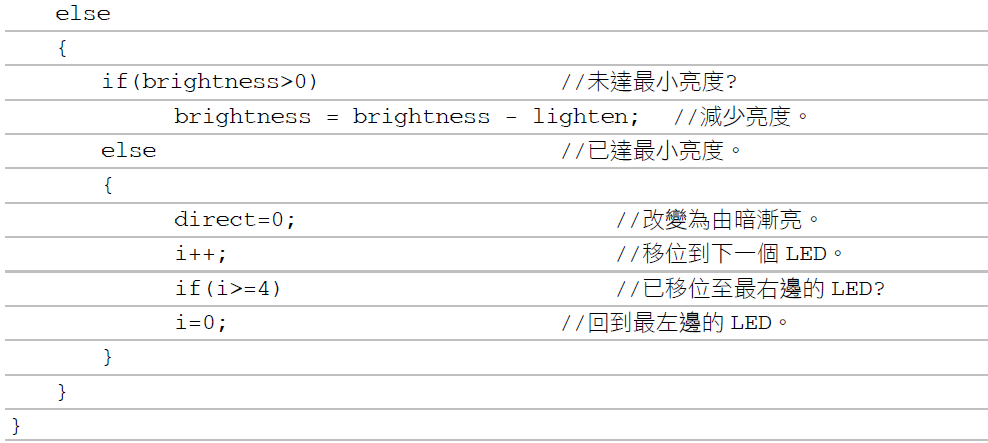 else
{
if(brightness>0) //未達最小亮度?
brightness = brightness - lighten; //減少亮度。
else //已達最小亮度。
{
direct=0; //改變為由暗漸亮。
i++; //移位到下一個 LED。
if(i>=4) //已移位至最右邊的 LED?
i=0; //回到最左邊的 LED。
}
}
}